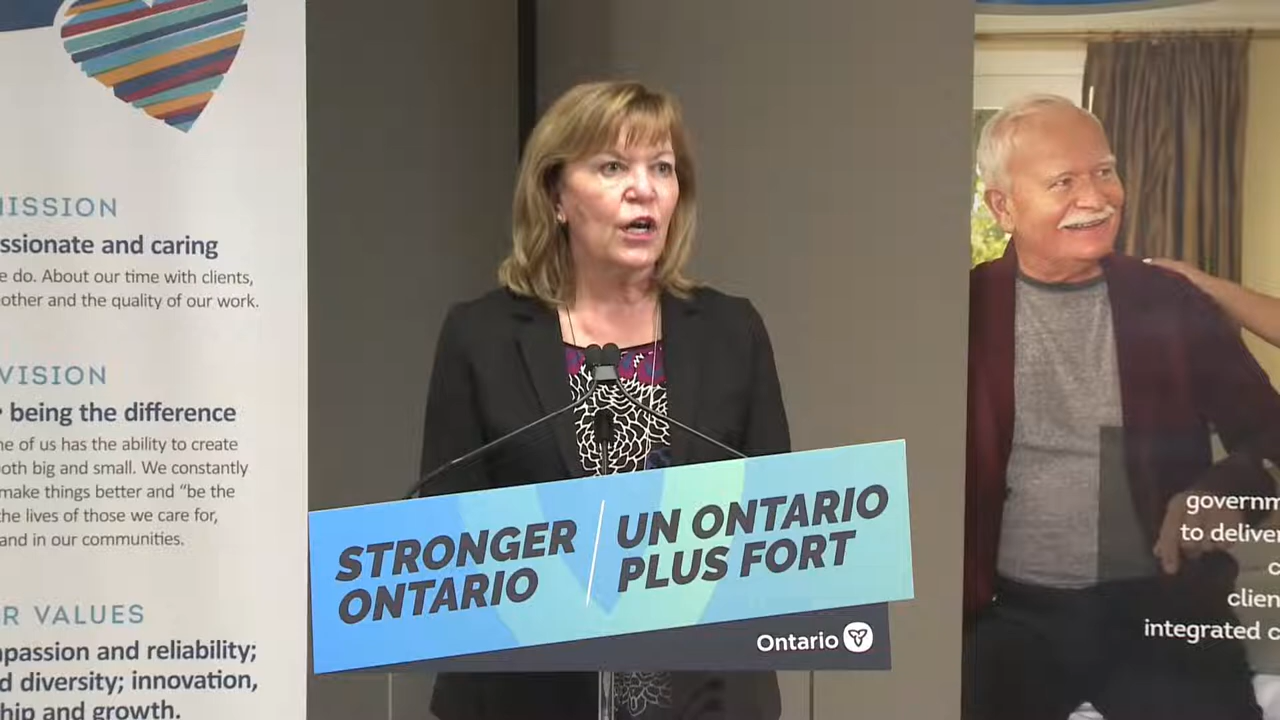 MISSION
ssionate and caring
e do. About our time with clients,
other and the quality of our work.
VISION
being the difference
ne of us has the ability to create
oth big and small. We constantly
make things better and “be the
he lives of those we care for,
and in our communities.
R VALUES
passion and reliability;
d diversity; innovation,
hip and growth.
STRONGER
ONTARIO
UN ONTARIO
PLUS FORT
Ontario
governm
to deliver
c
clien
integrated c